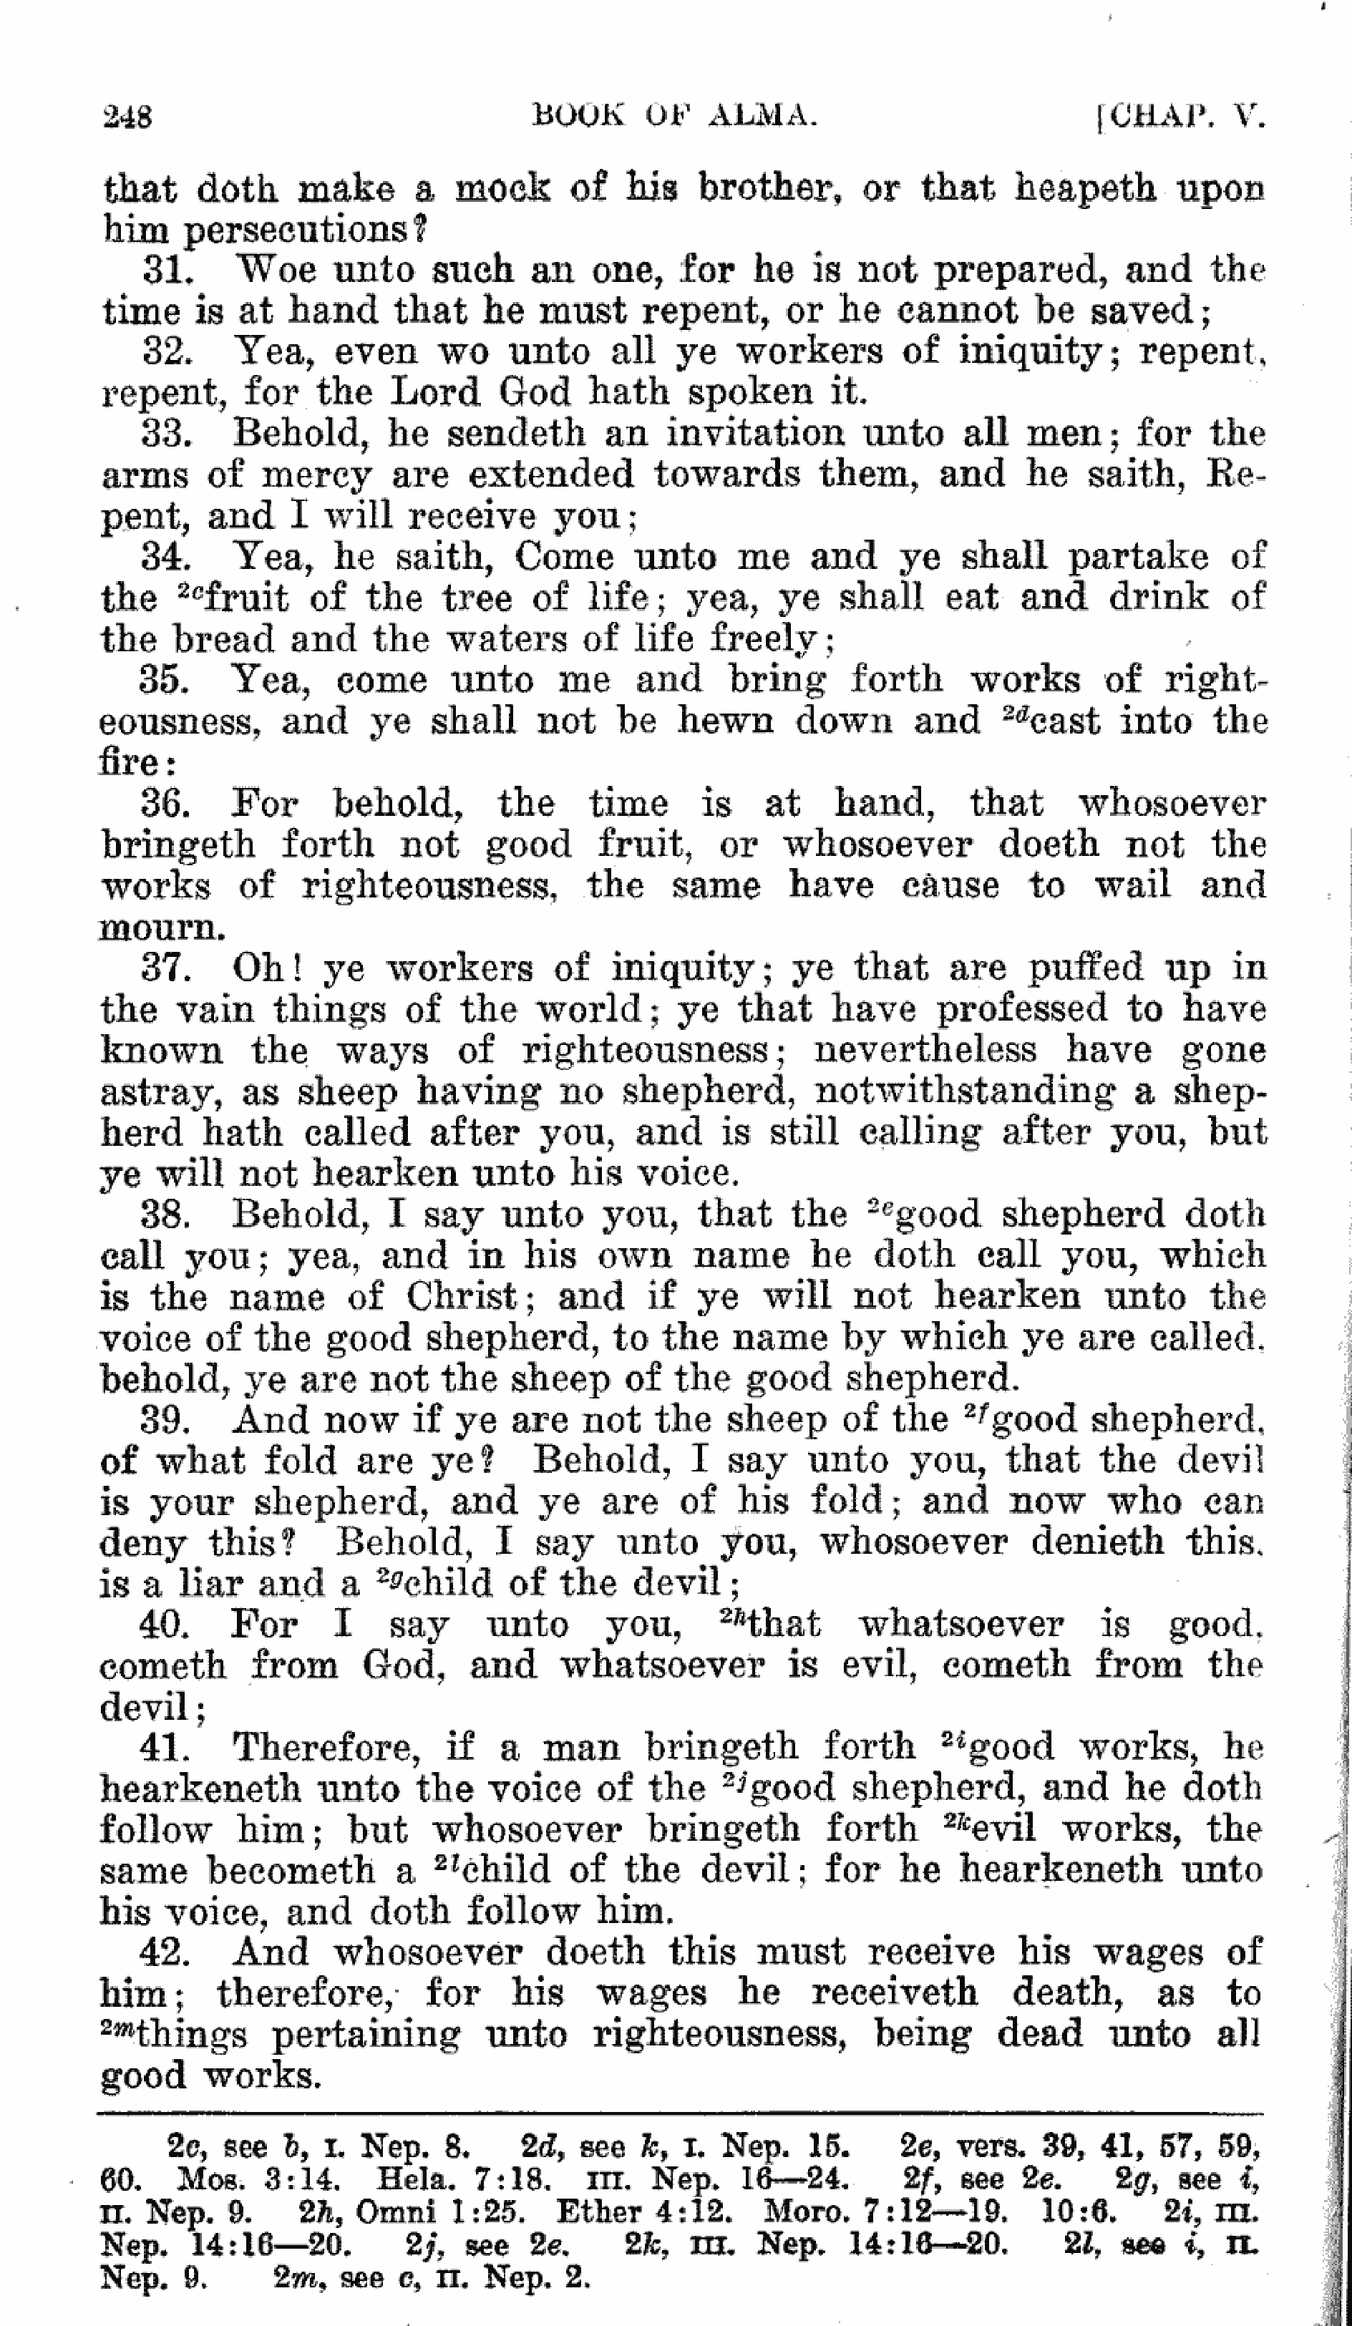 248 BOOK OF ALMA. [CHAP. V.
that doth make a mock of his brother, or that heapeth upon
him persecutions?
31. Woe unto such an one, for he is not prepared, and the
time is at hand that he must repent, or he cannot be saved;
32. Yea, even wo unto all ye workers of iniquity; repent,
repent, for the Lord God hath spoken it.
33. Behold, he sendeth an invitation unto all men; for the
arms of mercy are extended towards them, and he saith, Re-
pent, and I will receive you;
34. Yea, he saith, Come unto me and ye shall partake of
the 2cfruit of the tree of life; yea, ye shall eat and drink of
the bread and the waters of life freely;
35. Yea, come unto me and bring forth works of right-
eousness, and ye shall not be hewn down and 2dcast into the
fire:
36. For behold, the time is at hand, that whosoever
bringeth forth not good fruit, or whosoever doeth not the
works of righteousness, the same have cause to wail and
mourn.
37. Oh! ye workers of iniquity; ye that are puffed up in
the vain things of the world; ye that have professed to have
known the ways of righteousness; nevertheless have gone
astray, as sheep having no shepherd, notwithstanding a shep-
herd hath called after you, and is still calling after you, but
ye will not hearken unto his voice.
38. Behold, I say unto you, that the 2egood shepherd doth
call you; yea, and in his own name he doth call you, which
is the name of Christ; and if ye will not hearken unto the
voice of the good shepherd, to the name by which ye are called,
behold, ye are not the sheep of the good shepherd.
39. And now if ye are not the sheep of the 2fgood shepherd,
of what fold are ye? Behold, I say unto you, that the devil
is your shepherd, and ye are of his fold; and now who can
deny this? Behold, I say unto you, whosoever denieth this,
is a liar and a 2gchild of the devil;
40. For I say unto you, 2hthat whatsoever is good,
cometh from God, and whatsoever is evil, cometh from the
devil;
41. Therefore, if a man bringeth forth 2igood works, he
hearkeneth unto the voice of the 2jgood shepherd, and he doth
follow him; but whosoever bringeth forth 2kevil works, the
same becometh a 2lchild of the devil; for he hearkeneth unto
his voice, and doth follow him.
42. And whosoever doeth this must receive his wages of
him; therefore, for his wages he receiveth death, as to
2mthings pertaining unto righteousness, being dead unto all
good works.
2c, see b, I. Nep. 8. 2d, see k, I. Nep. 15. 2e, vers. 39, 41, 57, 59,
60. Mos. 3:14. Hela. 7:18. III. Nep. 16—24. 2f, see 2e. 2g, see i,
II. Nep. 9. 2h, Omni 1:25. Ether 4:12. Moro. 7:12—19. 10:6. 2i, III.
Nep. 14:16—20. 2j, see 2e. 2k, III. Nep. 14:16—20. 2l, see i, II.
Nep. 9. 2m, see c, II. Nep. 2.